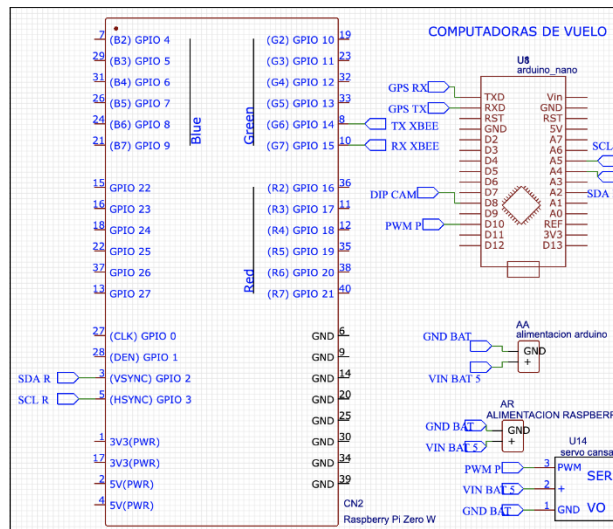 COMPUTADORAS DE VUELO
7 (B2) GPIO 4
29 (B3) GPIO 5
31 (B4) GPIO 6
26 (B5) GPIO 7
24 (B6) GPIO 8
21 (B7) GPIO 9
Blue
15 GPIO 22
16 GPIO 23
18 GPIO 24
22 GPIO 25
37 GPIO 26
13 GPIO 27
27 (CLK) GPIO 0
28 (DEN) GPIO 1
SDA R 3 (VSYNC) GPIO 2
SCL R 5 (HSYNC) GPIO 3
1 3V3(PWR)
17 3V3(PWR)
2 5V(PWR)
4 5V(PWR)
(G2) GPIO 10 19
(G3) GPIO 11 23
(G4) GPIO 12 32
(G5) GPIO 13 33
(G6) GPIO 14 8 TX XBEE
(G7) GPIO 15 10 RX XBEE
Green
(R2) GPIO 16 36
(R3) GPIO 17 11
(R4) GPIO 18 12
(R5) GPIO 19 35
(R6) GPIO 20 38
(R7) GPIO 21 40
Red
GND 6
GND 9
GND 14
GND 20
GND 25
GND 30
GND 34
GND 39
CN2
Raspberry Pi Zero W
U8
arduino_nano
GPS RX TXD Vin
GPS TX RXD GND
RST RST
GND 5V
D2 A7
D3 A6
D4 A5 SCL
D5 A4
D6 A3
DIP CAM D7 A2 SDA
D8 A1
D9 A0
PWM P D10 REF
D11 3V3
D12 D13
AA
alimentacion arduino
GND BAT GND
VIN BAT 5 +
AR
ALIMENTACION RASPBERR
GND BAT GND
VIN BAT 5 +
U14
servo cansa
PWM P 3 PWM SER
VIN BAT 5 2 +
GND BAT 1 GND VO